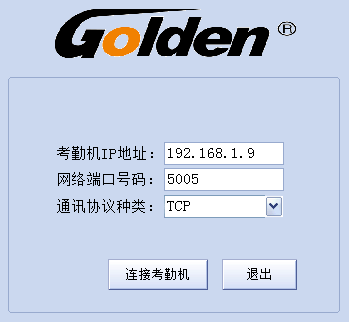 Golden®
考勤机IP地址：192.168.1.9
网络端口号码：5005
通讯协议种类：TCP
连接考勤机 退出